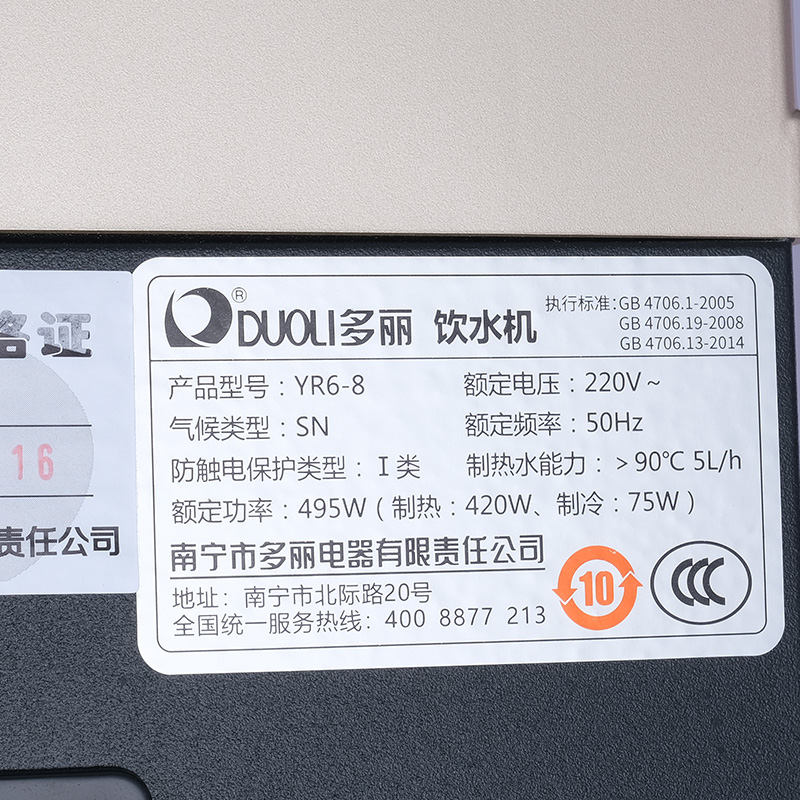 格证
16
责任公司
DUOLI多丽® 饮水机
执行标准:GB 4706.1-2005
GB 4706.19-2008
GB 4706.13-2014
产品型号: YR6-8
额定电压: 220V~
气候类型: SN
额定频率: 50Hz
防触电保护类型: I 类
制热水能力: >90℃ 5L/h
额定功率: 495W(制热: 420W、制冷: 75W)
南宁市多丽电器有限责任公司
地址: 南宁市北际路20号
全国统一服务热线: 400 8877 213
10
CCC